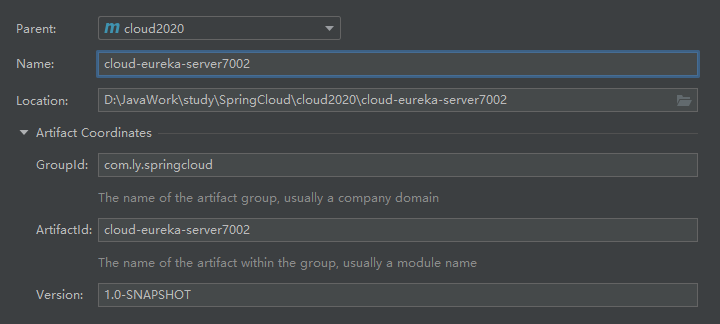 Parent: m cloud2020
Name: cloud-eureka-server7002
Location: D:\JavaWork\study\SpringCloud\cloud2020\cloud-eureka-server7002
Artifact Coordinates
GroupId: com.ly.springcloud
The name of the artifact group, usually a company domain
ArtifactId: cloud-eureka-server7002
The name of the artifact within the group, usually a module name
Version: 1.0-SNAPSHOT